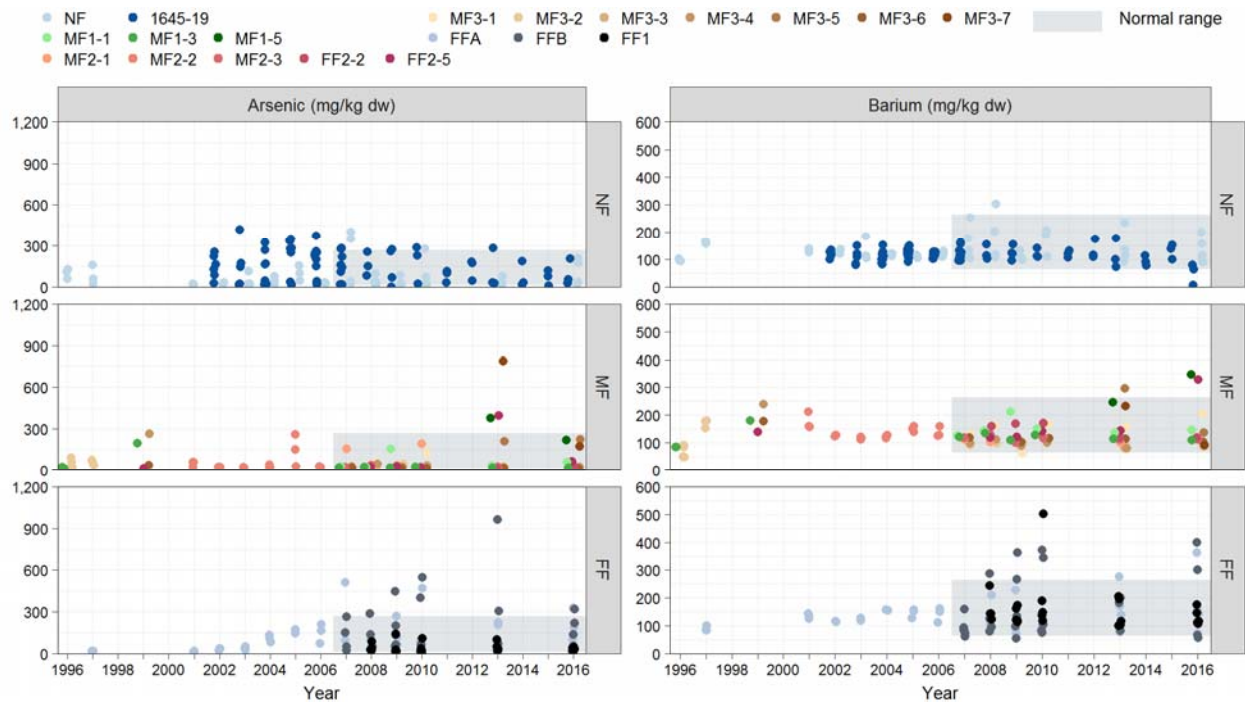 NF 1645-19 MF3-1 MF3-2 MF3-3 MF3-4 MF3-5 MF3-6 MF3-7 Normal range
MF1-1 MF1-3 MF1-5 FFA FFB FF1
MF2-1 MF2-2 MF2-3 FF2-2 FF2-5
Arsenic (mg/kg dw)
1,200
900
600
300
0
NF
1,200
900
600
300
0
MF
1,200
900
600
300
0
FF
1996 1998 2000 2002 2004 2006 2008 2010 2012 2014 2016
Year
Barium (mg/kg dw)
600
500
400
300
200
100
0
NF
600
500
400
300
200
100
0
MF
600
500
400
300
200
100
0
FF
1996 1998 2000 2002 2004 2006 2008 2010 2012 2014 2016
Year